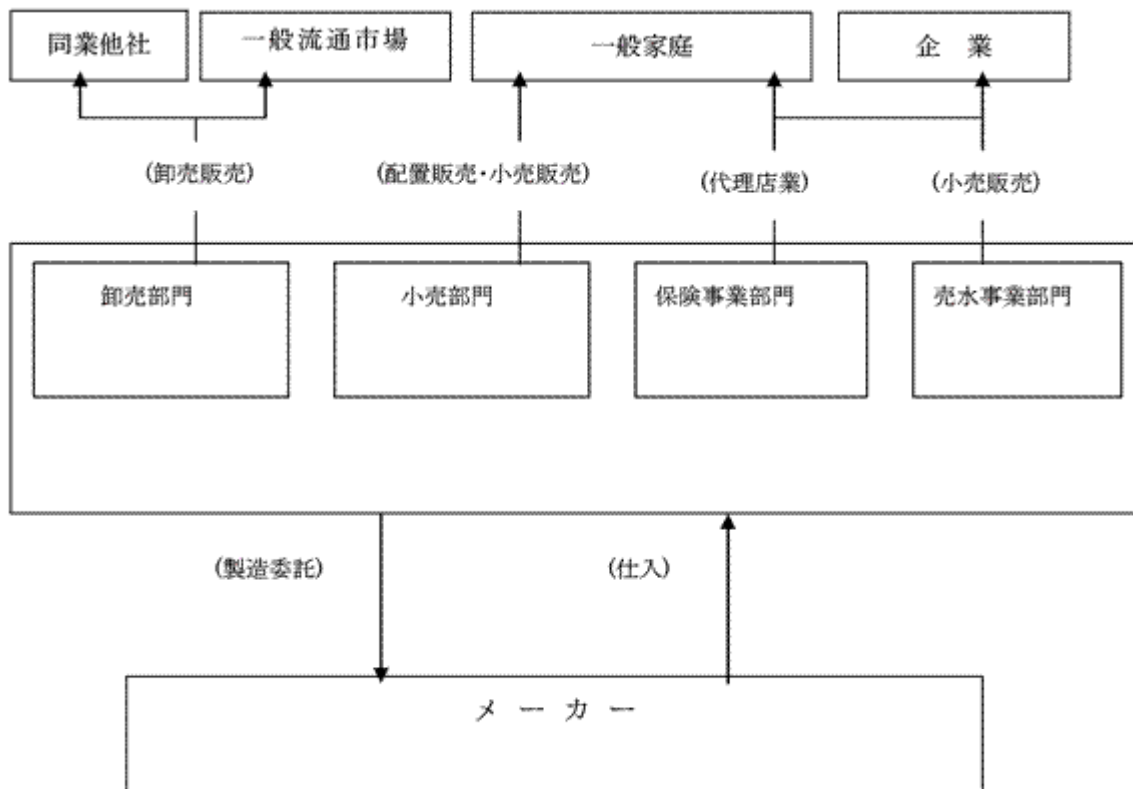 同業他社
一般流通市場
一般家庭
企 業
(卸売販売)
(配置販売・小売販売)
(代理店業)
(小売販売)
卸売部門
小売部門
保険事業部門
売水事業部門
(製造委託)
(仕入)
メ ー カ ー